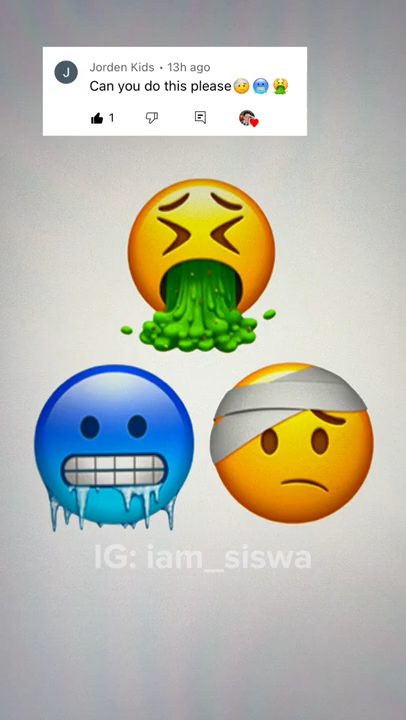 J
Jorden Kids • 13h ago
Can you do this please🤕🥶🤮
1
IG: iam_siswa